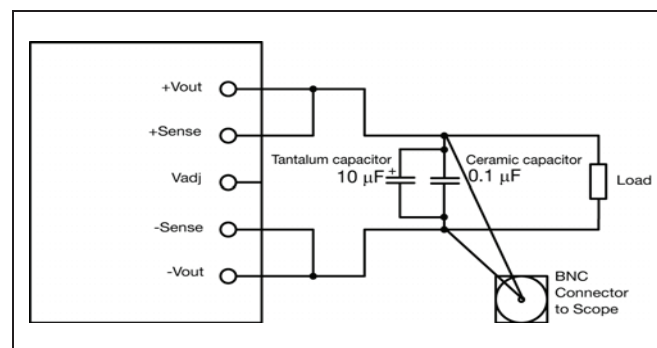 +Vout
+Sense
Vadj
-Sense
-Vout
Tantalum capacitor
10 μF+
Ceramic capacitor
0.1 μF
Load
BNC
Connector
to Scope